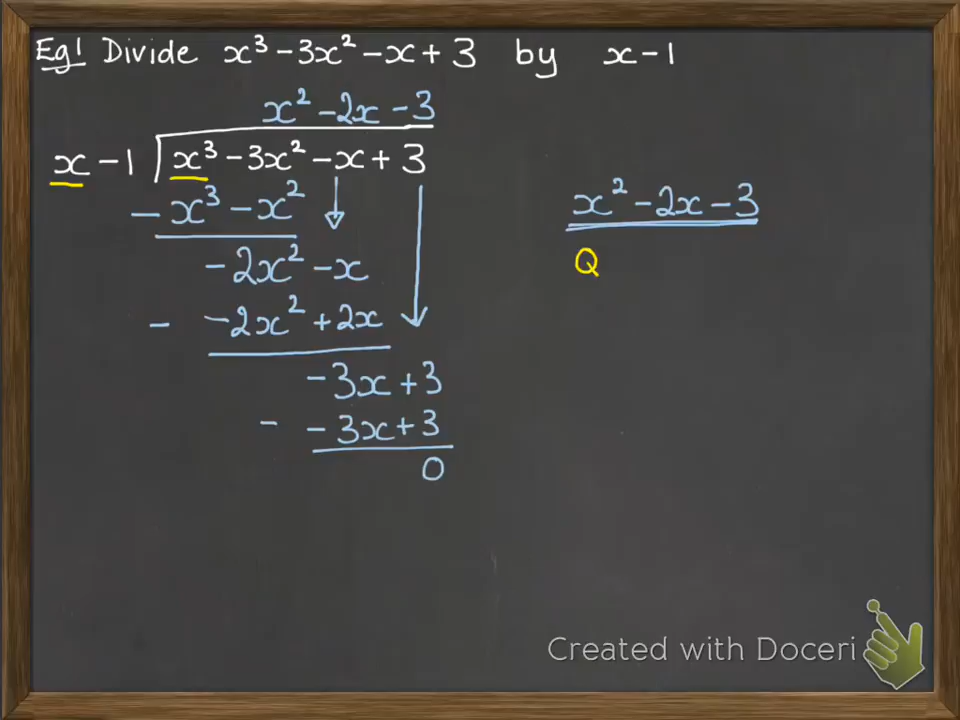 Eg1 Divide x³ - 3x² - x + 3 by x - 1
x² - 2x - 3
x - 1 x³ - 3x² - x + 3
- x³ - x²
x² - 2x - 3
- 2x² - x
Q
- - 2x² + 2x
- 3x + 3
- - 3x + 3
0
Created with Doceri